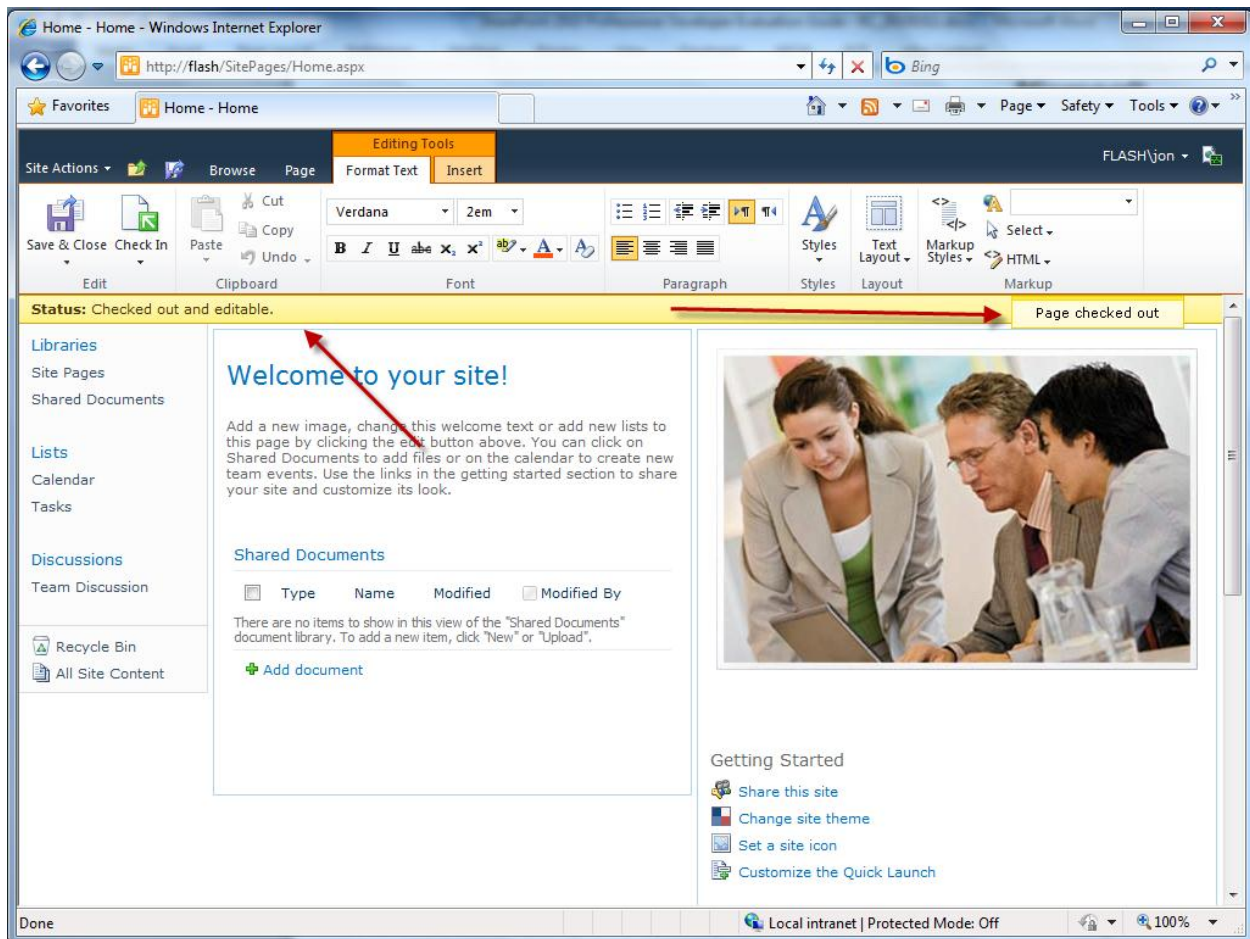 Home - Home - Windows Internet Explorer
http://flash/SitePages/Home.aspx
Bing
Favorites
Home - Home
Page
Safety
Tools
Editing Tools
Site Actions
Browse
Page
Format Text
Insert
FLASH\jon
Save & Close
Check In
Paste
Cut
Copy
Undo
Verdana
2em
B I U abc X₂ X² ab A A
Styles
Text Layout
Markup Styles
Select
HTML
Edit
Clipboard
Font
Paragraph
Styles
Layout
Markup
Status: Checked out and editable.
Page checked out
Libraries
Site Pages
Shared Documents
Lists
Calendar
Tasks
Discussions
Team Discussion
Recycle Bin
All Site Content
Welcome to your site!
Add a new image, change this welcome text or add new lists to
this page by clicking the edit button above. You can click on
Shared Documents to add files or on the calendar to create new
team events. Use the links in the getting started section to share
your site and customize its look.
Shared Documents
Type Name Modified Modified By
There are no items to show in this view of the "Shared Documents"
document library. To add a new item, click "New" or "Upload".
Add document
Getting Started
Share this site
Change site theme
Set a site icon
Customize the Quick Launch
Done
Local intranet | Protected Mode: Off
100%